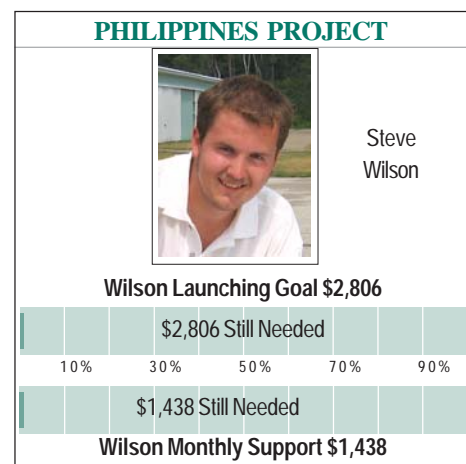 PHILIPPINES PROJECT
Steve
Wilson
Wilson Launching Goal $2,806
$2,806 Still Needed
10% 30% 50% 70% 90%
$1,438 Still Needed
Wilson Monthly Support $1,438